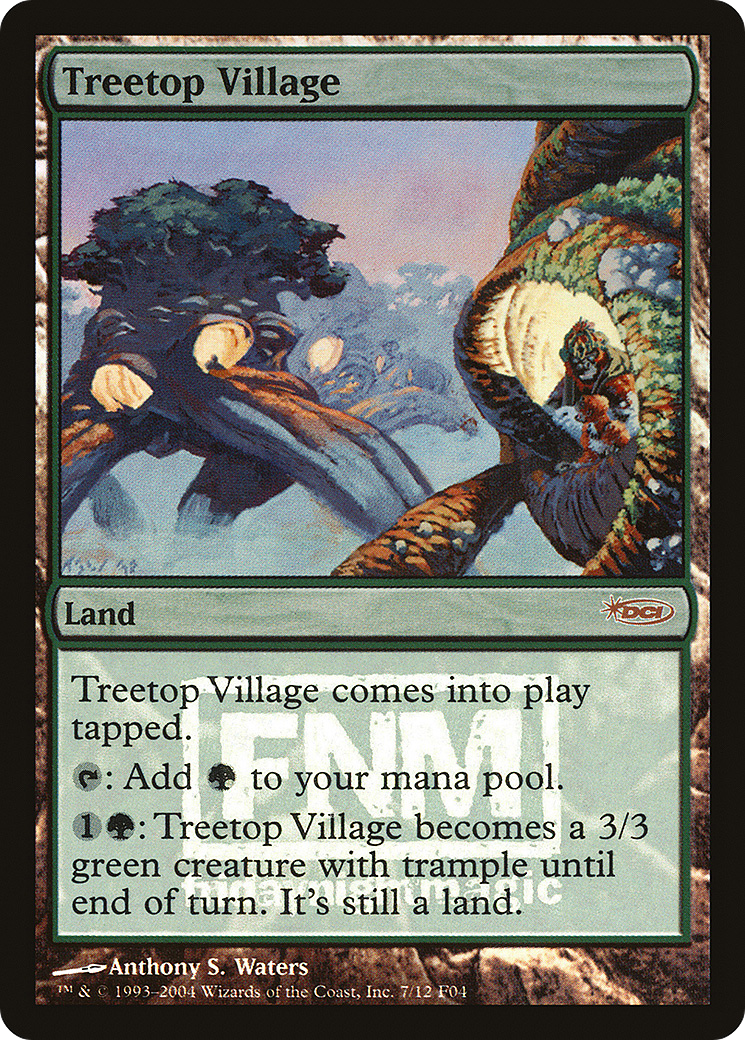 Treetop Village
Land
DCI
Treetop Village comes into play
tapped.
: Add to your mana pool.
1 : Treetop Village becomes a 3/3
green creature with trample until
end of turn. It's still a land.
FNM
Anthony S. Waters
™ & © 1993–2004 Wizards of the Coast, Inc. 7/12 F04